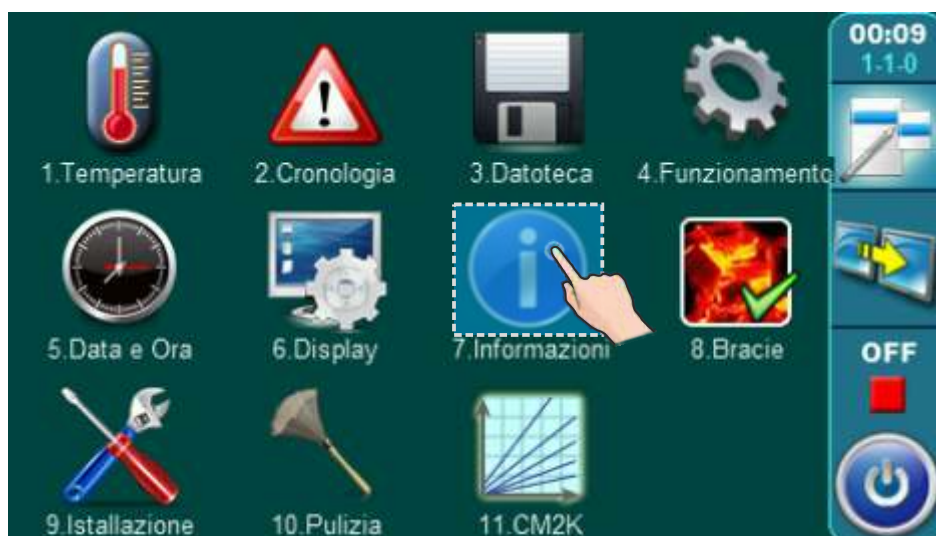 00:09
1-1-0
1.Temperatura
2.Cronologia
3.Datoteca
4.Funzionamento
5.Data e Ora
6.Display
7.Informazioni
8.Bracie
OFF
9.Istallazione
10.Pulizia
11.CM2K